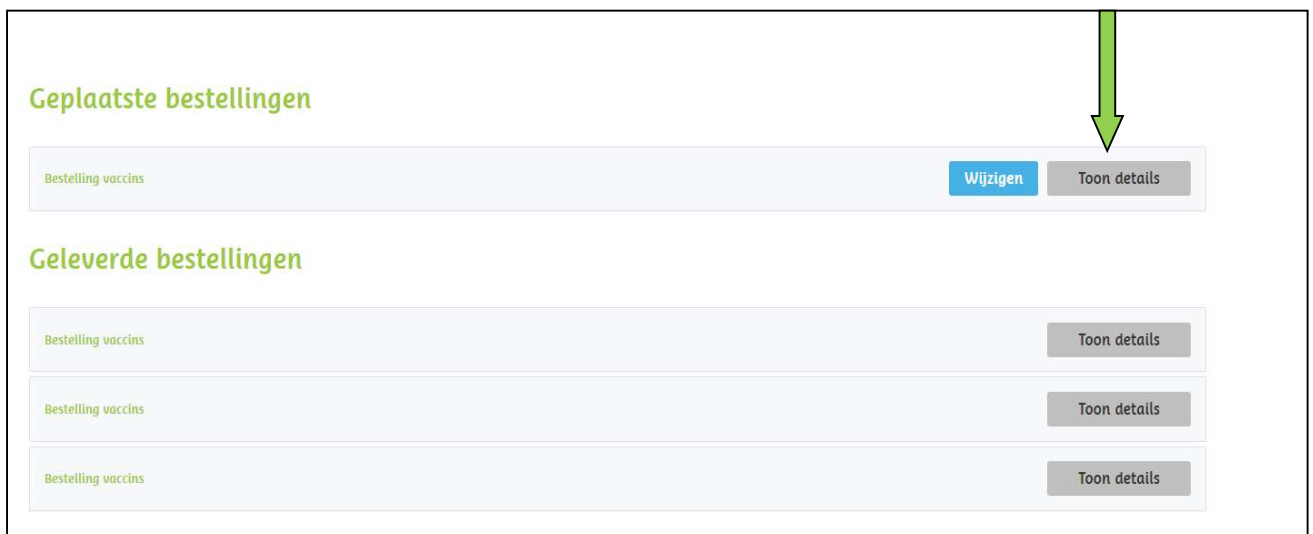 Geplaatste bestellingen
Bestelling vaccins Wijzigen Toon details
Geleverde bestellingen
Bestelling vaccins Toon details
Bestelling vaccins Toon details
Bestelling vaccins Toon details